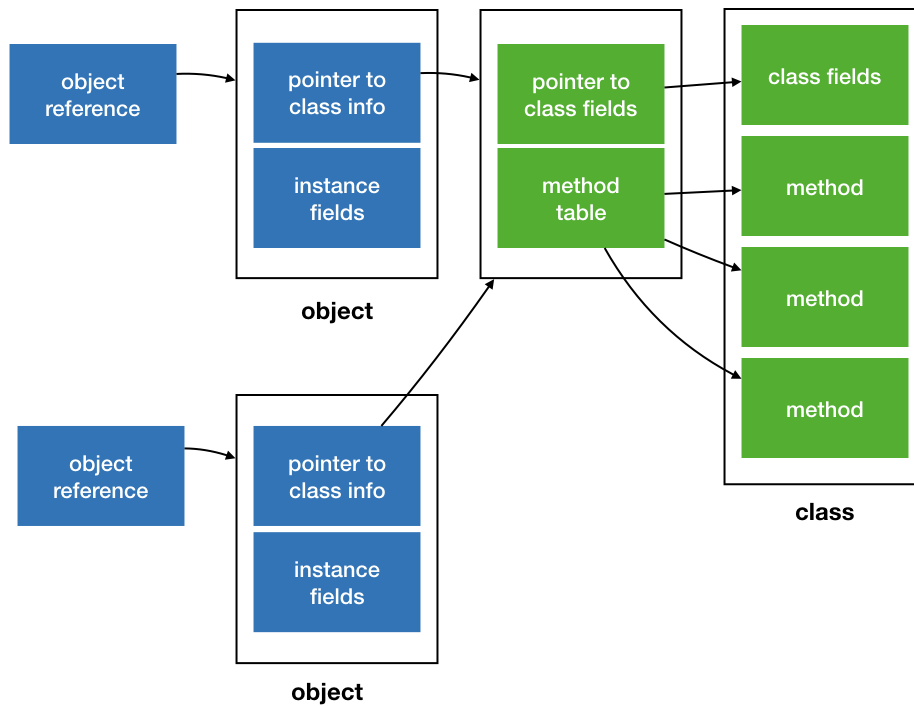 object
reference
pointer to
class info
instance
fields
object
pointer to
class fields
method
table
class fields
method
method
method
class
object
reference
pointer to
class info
instance
fields
object